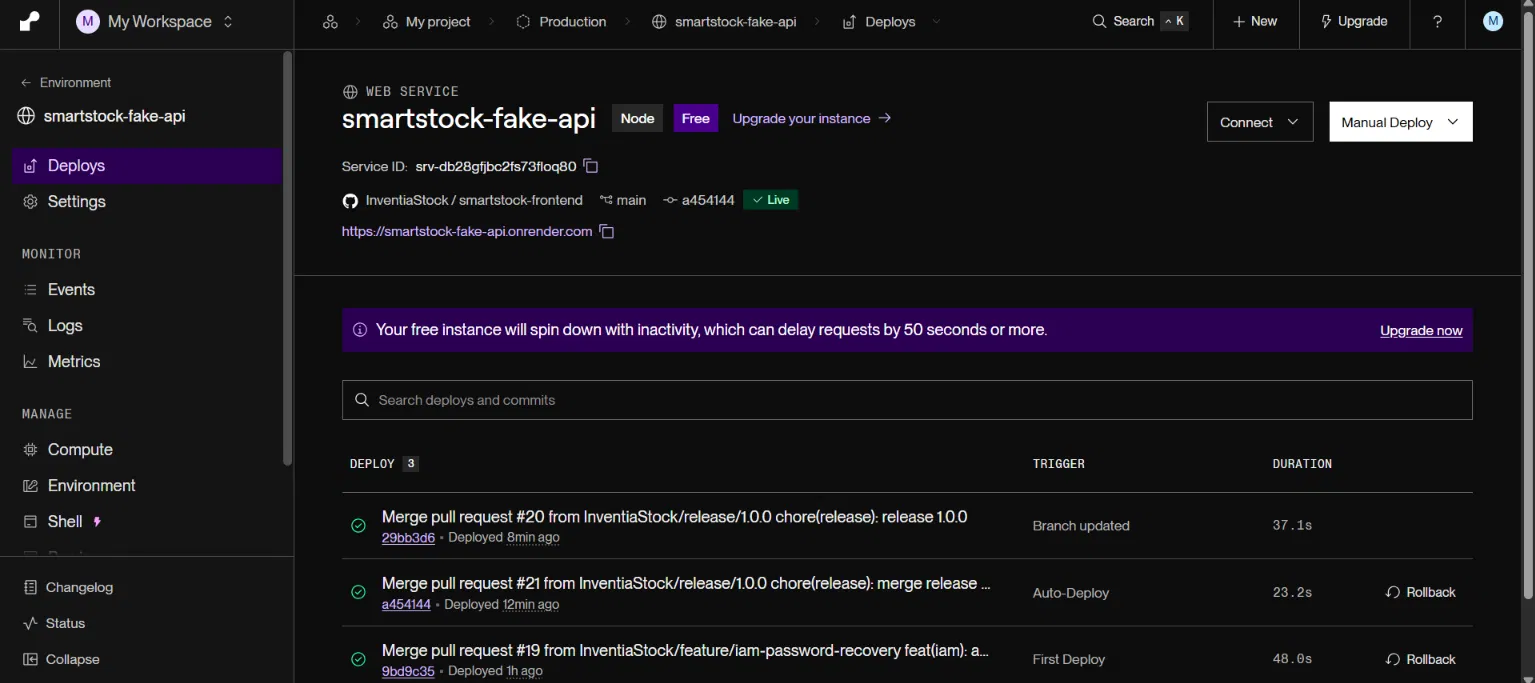 M My Workspace
My project
Production
smartstock-fake-api
Deploys
Search ^ K
+ New
Upgrade
?
M
← Environment
smartstock-fake-api
Deploys
Settings
MONITOR
Events
Logs
Metrics
MANAGE
Compute
Environment
Shell
Changelog
Status
Collapse
WEB SERVICE
smartstock-fake-api Node Free Upgrade your instance →
Connect
Manual Deploy
Service ID: srv-db28gfjbc2fs73floq80
InventiaStock / smartstock-frontend main a454144 ✓ Live
https://smartstock-fake-api.onrender.com
Your free instance will spin down with inactivity, which can delay requests by 50 seconds or more. Upgrade now
Search deploys and commits
DEPLOY 3 TRIGGER DURATION
Merge pull request #20 from InventiaStock/release/1.0.0 chore(release): release 1.0.0
29bb3d6 • Deployed 8min ago
Branch updated 37.1s
Merge pull request #21 from InventiaStock/release/1.0.0 chore(release): merge release ...
a454144 • Deployed 12min ago
Auto-Deploy 23.2s Rollback
Merge pull request #19 from InventiaStock/feature/iam-password-recovery feat(iam): a...
9bd9c35 • Deployed 1h ago
First Deploy 48.0s Rollback